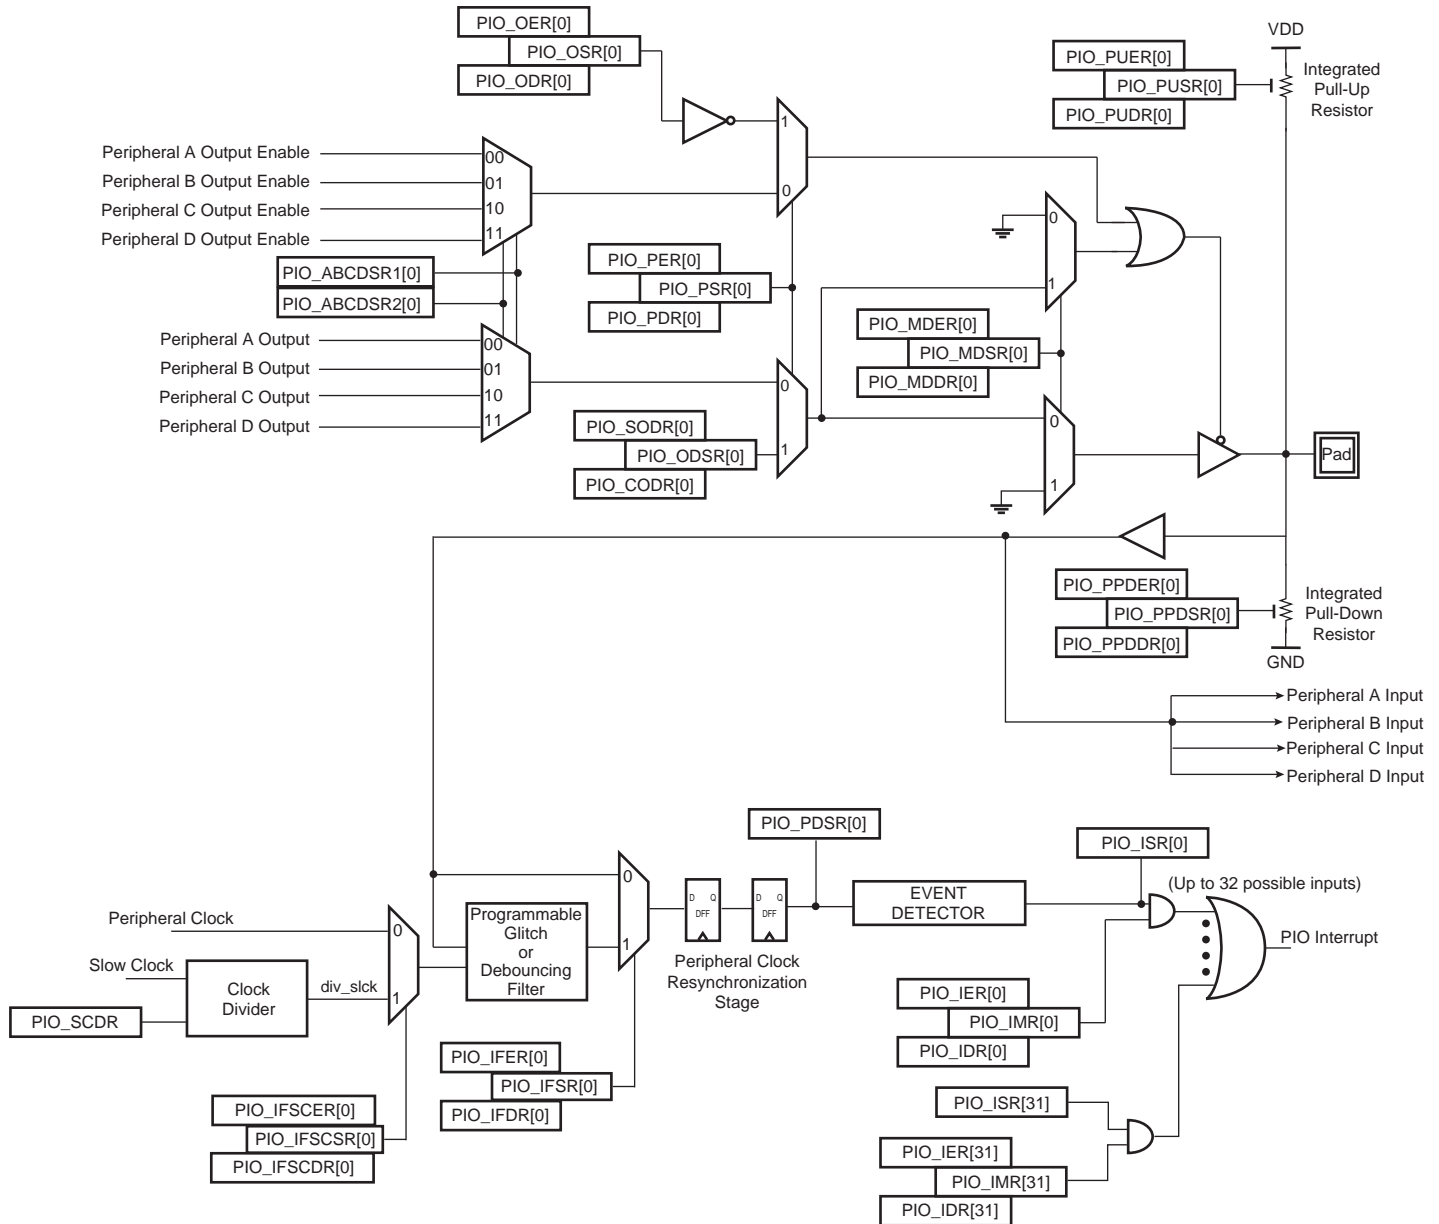 PIO_OER[0]
PIO_OSR[0]
PIO_ODR[0]
1
0
Peripheral A Output Enable
Peripheral B Output Enable
Peripheral C Output Enable
Peripheral D Output Enable
00
01
10
11
PIO_ABCDSR1[0]
PIO_ABCDSR2[0]
Peripheral A Output
Peripheral B Output
Peripheral C Output
Peripheral D Output
00
01
10
11
PIO_PER[0]
PIO_PSR[0]
PIO_PDR[0]
0
1
PIO_SODR[0]
PIO_ODSR[0]
PIO_CODR[0]
0
1
PIO_MDER[0]
PIO_MDSR[0]
PIO_MDDR[0]
0
1
VDD
PIO_PUER[0]
PIO_PUSR[0]
PIO_PUDR[0]
Integrated
Pull-Up
Resistor
Pad
PIO_PPDER[0]
PIO_PPDSR[0]
PIO_PPDDR[0]
Integrated
Pull-Down
Resistor
GND
Peripheral A Input
Peripheral B Input
Peripheral C Input
Peripheral D Input
Peripheral Clock
Slow Clock
Clock
Divider
div_slck
PIO_SCDR
0
1
PIO_IFSCER[0]
PIO_IFSCSR[0]
PIO_IFSCDR[0]
Programmable
Glitch
or
Debouncing
Filter
0
1
PIO_IFER[0]
PIO_IFSR[0]
PIO_IFDR[0]
D Q
DFF
D Q
DFF
Peripheral Clock
Resynchronization
Stage
PIO_PDSR[0]
EVENT
DETECTOR
PIO_ISR[0]
(Up to 32 possible inputs)
PIO Interrupt
PIO_IER[0]
PIO_IMR[0]
PIO_IDR[0]
PIO_ISR[31]
PIO_IER[31]
PIO_IMR[31]
PIO_IDR[31]